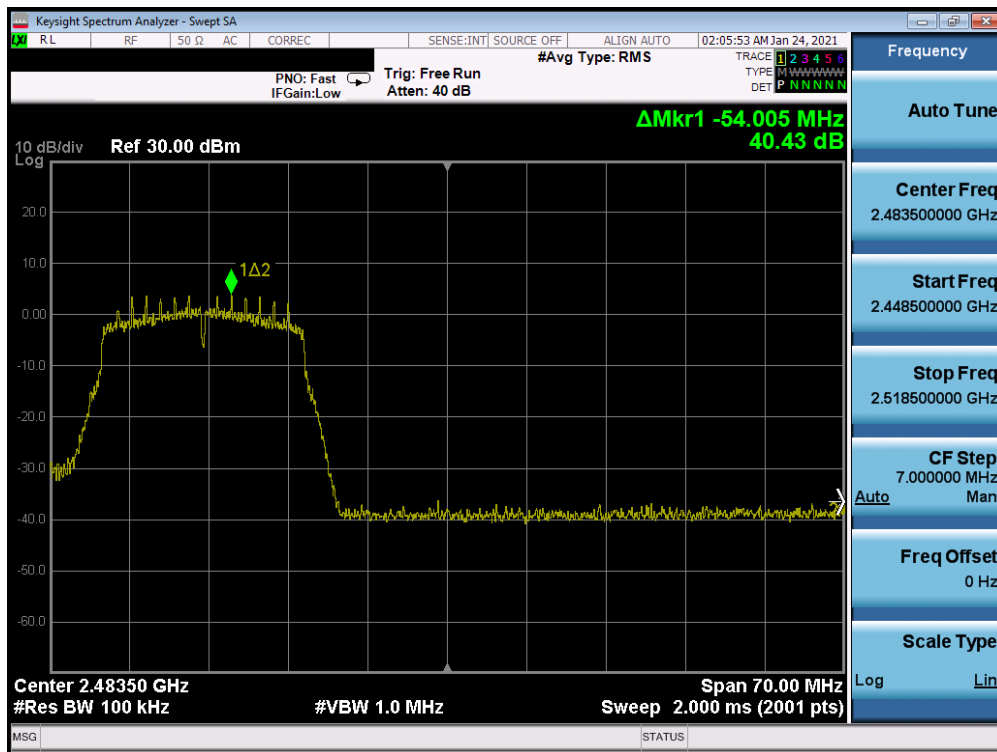 Keysight Spectrum Analyzer - Swept SA
LXI RL RF 50 Ω AC CORREC SENSE:INT SOURCE OFF ALIGN AUTO 02:05:53 AM Jan 24, 2021
Frequency
#Avg Type: RMS
TRACE 1 2 3 4 5 6
PNO: Fast Trig: Free Run
TYPE M WWWWW
IFGain:Low Atten: 40 dB
DET P N N N N N
Auto Tune
ΔMkr1 -54.005 MHz
40.43 dB
10 dB/div Ref 30.00 dBm
Log
Center Freq
2.483500000 GHz
20.0
10.0
1Δ2
Start Freq
2.448500000 GHz
0.00
-10.0
Stop Freq
2.518500000 GHz
-20.0
-30.0
CF Step
7.000000 MHz
Auto Man
-40.0
Freq Offset
0 Hz
-50.0
-60.0
Scale Type
Log Lin
Center 2.48350 GHz Span 70.00 MHz
#Res BW 100 kHz #VBW 1.0 MHz Sweep 2.000 ms (2001 pts)
MSG STATUS